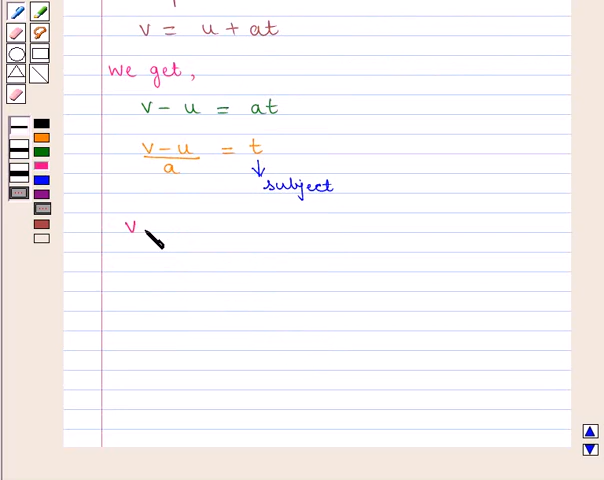 v = u + at
We get,
v - u = at
v - u / a = t
subject
v